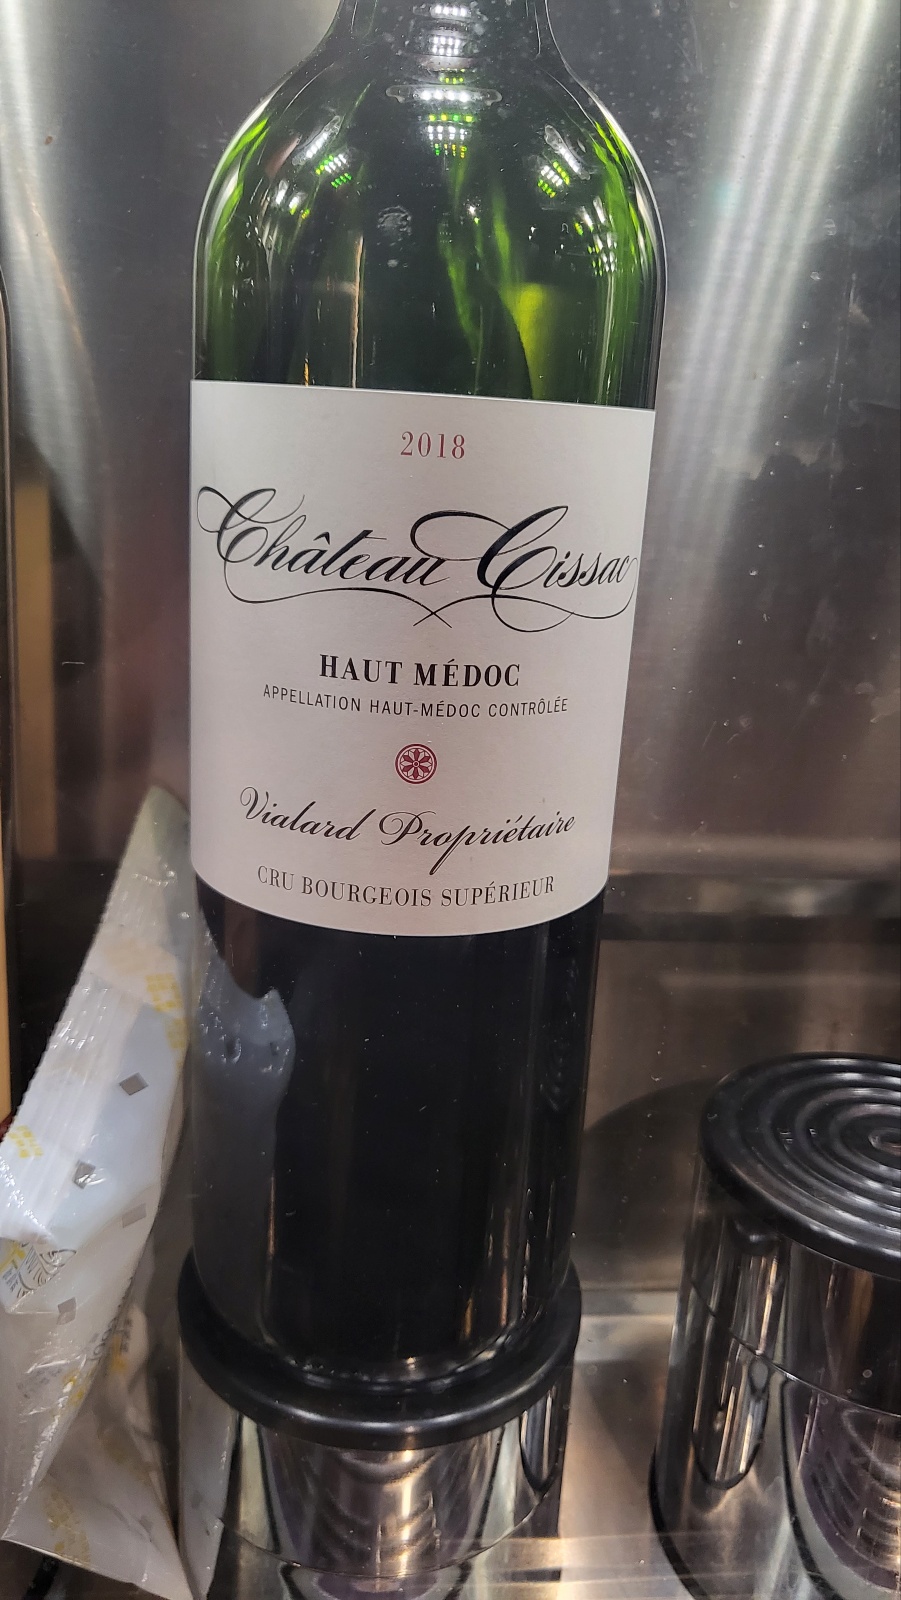 2018
Château Cissac
HAUT MÉDOC
APPELLATION HAUT-MÉDOC CONTRÔLÉE
Vialard Propriétaire
CRU BOURGEOIS SUPÉRIEUR